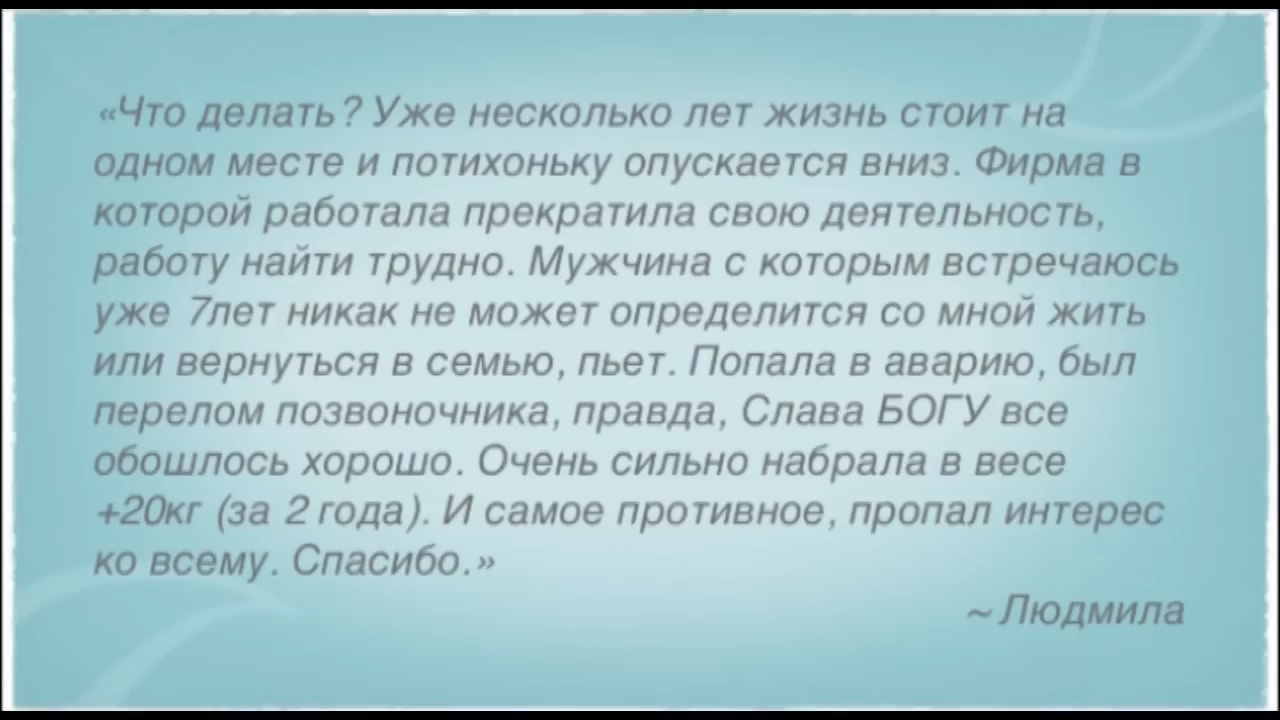 «Что делать? Уже несколько лет жизнь стоит на
одном месте и потихоньку опускается вниз. Фирма в
которой работала прекратила свою деятельность,
работу найти трудно. Мужчина с которым встречаюсь
уже 7лет никак не может определится со мной жить
или вернуться в семью, пьет. Попала в аварию, был
перелом позвоночника, правда, Слава БОГУ все
обошлось хорошо. Очень сильно набрала в весе
+20кг (за 2 года). И самое противное, пропал интерес
ко всему. Спасибо.»
~ Людмила